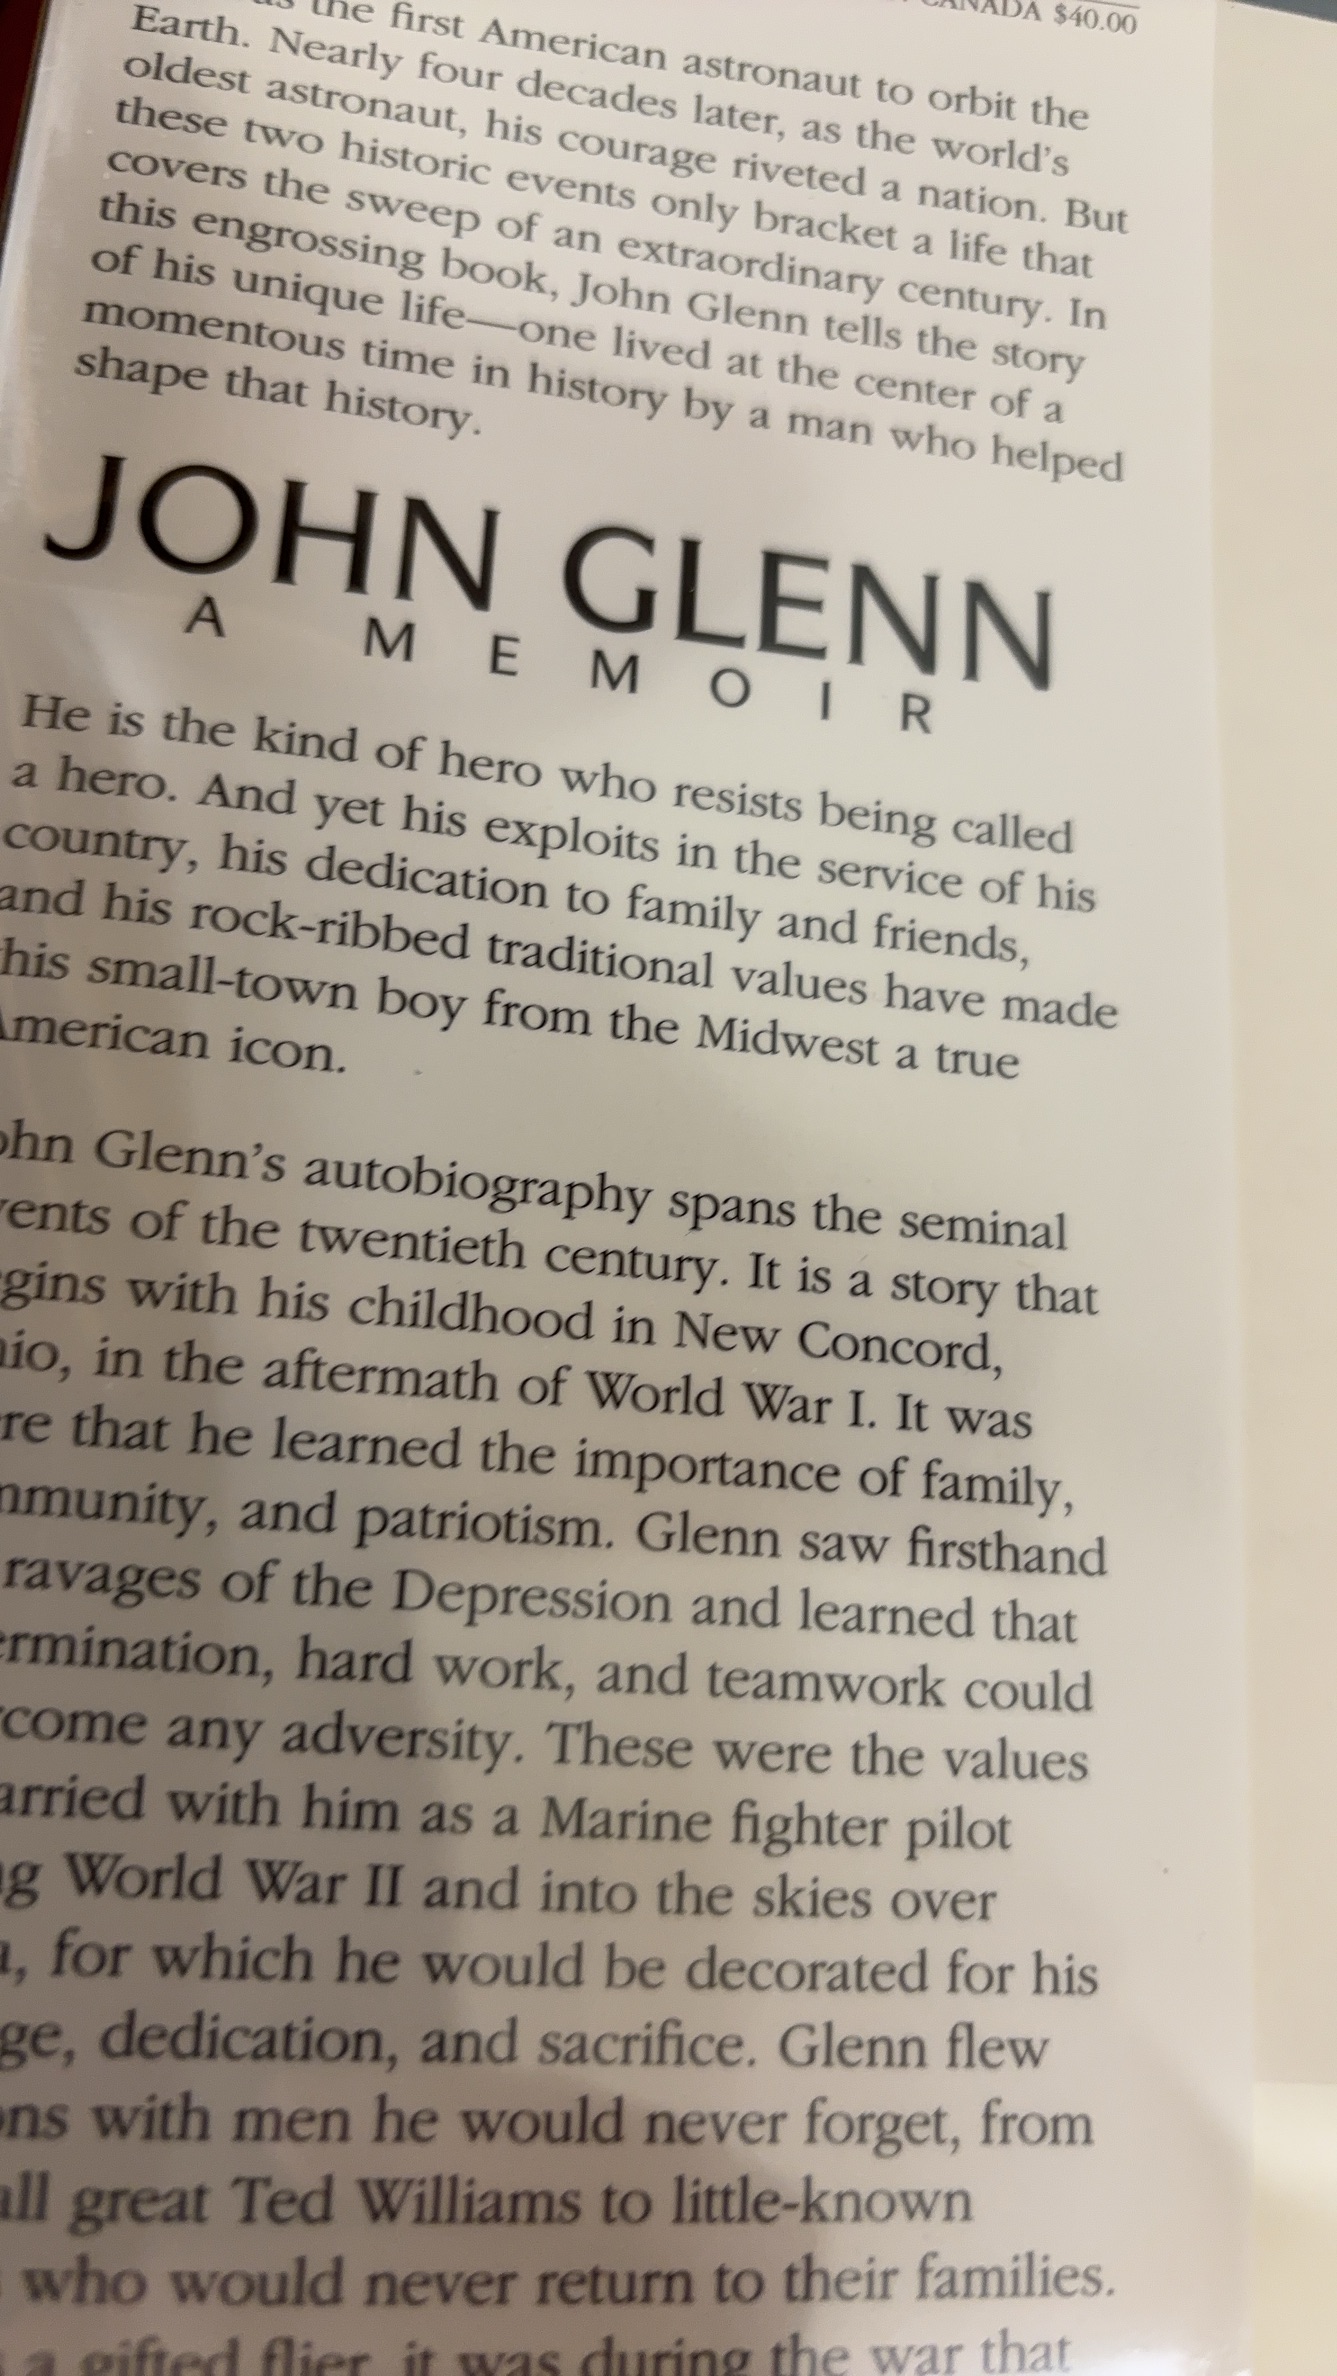 CANADA $40.00
the first American astronaut to orbit the
Earth. Nearly four decades later, as the world's
oldest astronaut, his courage riveted a nation. But
these two historic events only bracket a life that
covers the sweep of an extraordinary century. In
this engrossing book, John Glenn tells the story
of his unique life—one lived at the center of a
momentous time in history by a man who helped
shape that history.
JOHN GLENN
A MEMOIR
He is the kind of hero who resists being called
a hero. And yet his exploits in the service of his
country, his dedication to family and friends,
and his rock-ribbed traditional values have made
his small-town boy from the Midwest a true
American icon.
ohn Glenn's autobiography spans the seminal
ents of the twentieth century. It is a story that
gins with his childhood in New Concord,
io, in the aftermath of World War I. It was
re that he learned the importance of family,
mmunity, and patriotism. Glenn saw firsthand
ravages of the Depression and learned that
ermination, hard work, and teamwork could
come any adversity. These were the values
arried with him as a Marine fighter pilot
g World War II and into the skies over
, for which he would be decorated for his
ge, dedication, and sacrifice. Glenn flew
ons with men he would never forget, from
all great Ted Williams to little-known
who would never return to their families.
a gifted flier, it was during the war that